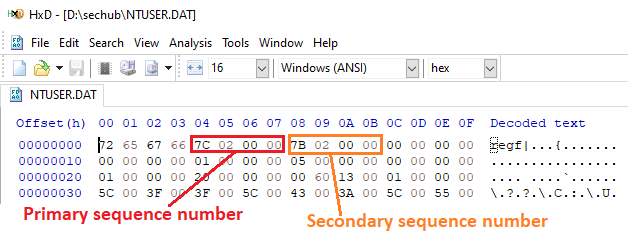 HxD - [D:\sechub\NTUSER.DAT]
File Edit Search View Analysis Tools Window Help
16 Windows (ANSI) hex
NTUSER.DAT
Offset(h) 00 01 02 03 04 05 06 07 08 09 0A 0B 0C 0D 0E 0F Decoded text
00000000 72 65 67 66 7C 02 00 00 7B 02 00 00 00 00 00 00 regf|...{.......
00000010 00 00 00 00 01 00 00 00 05 00 00 00 00 00 00 00 ................
00000020 01 00 00 00 20 00 00 00 00 60 13 00 01 00 00 00 .... ....`......
00000030 5C 00 3F 00 3F 00 5C 00 43 00 3A 00 5C 00 55 00 \.?.?.\.C.:.\.U.
Primary sequence number
Secondary sequence number